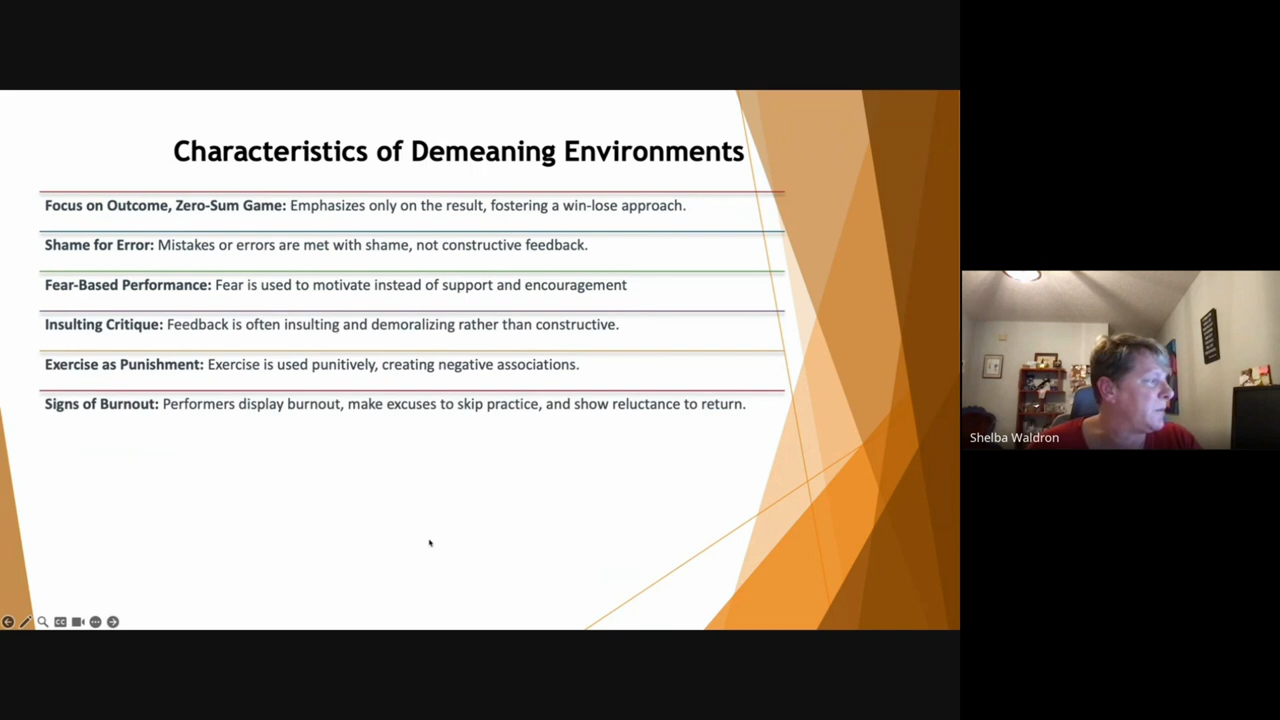 Characteristics of Demeaning Environments
Focus on Outcome, Zero-Sum Game: Emphasizes only on the result, fostering a win-lose approach.
Shame for Error: Mistakes or errors are met with shame, not constructive feedback.
Fear-Based Performance: Fear is used to motivate instead of support and encouragement
Insulting Critique: Feedback is often insulting and demoralizing rather than constructive.
Exercise as Punishment: Exercise is used punitively, creating negative associations.
Signs of Burnout: Performers display burnout, make excuses to skip practice, and show reluctance to return.
Shelba Waldron